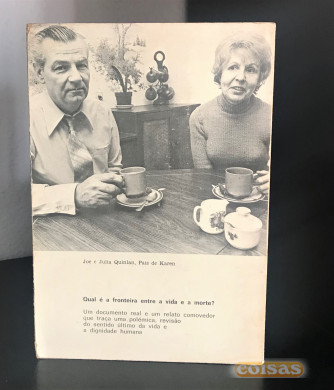 Joe e Julia Quinlan, Pais de Karen
Qual é a fronteira entre a vida e a morte?
Um documento real e um relato comovedor
que traça uma polêmica, revisão
do sentido último da vida e
a dignidade humana
coisas